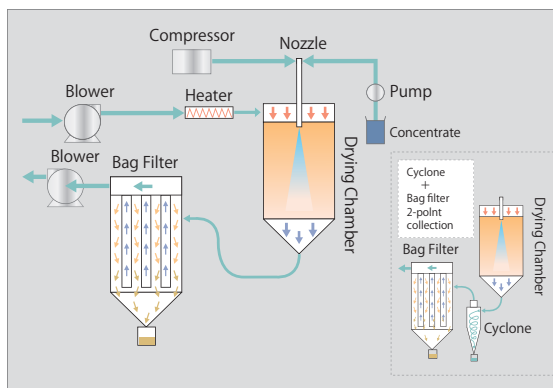 Compressor
Nozzle
Blower
Heater
Pump
Concentrate
Blower
Bag Filter
Drying Chamber
Cyclone
+
Bag filter
2-point
collection
Drying Chamber
Bag Filter
Cyclone